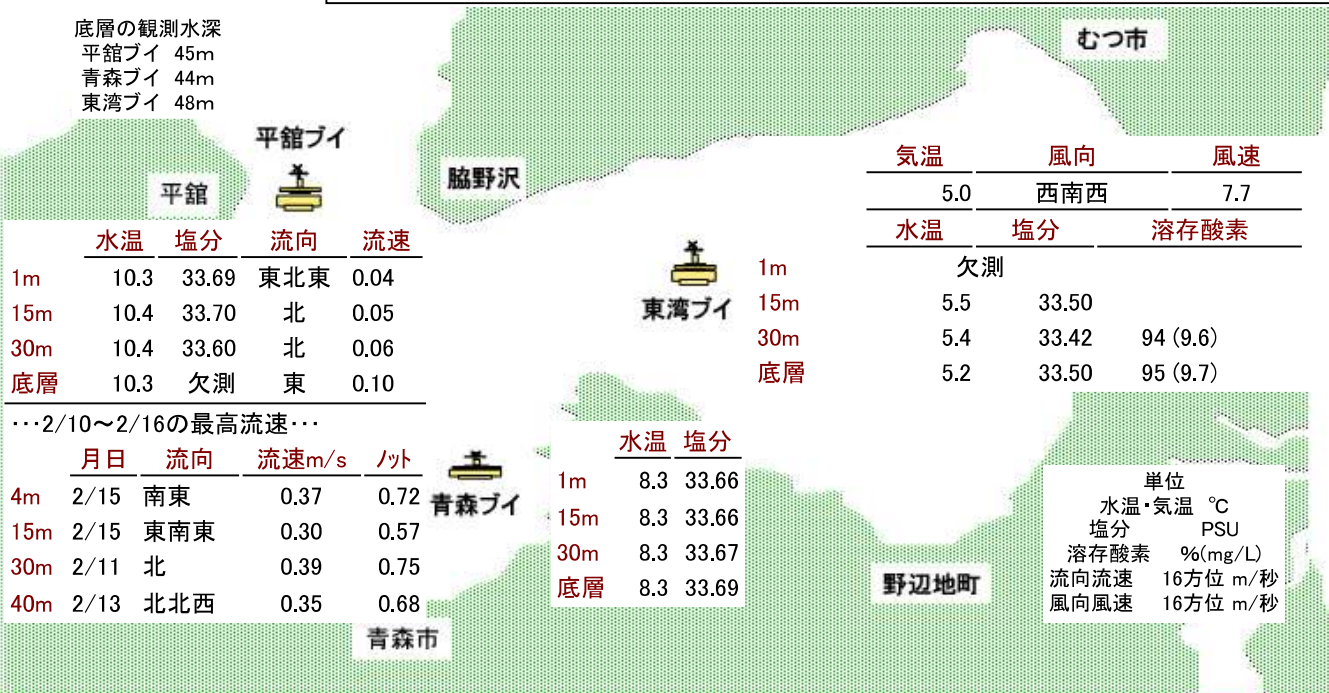 底層の観測水深
平舘ブイ 45m
青森ブイ 44m
東湾ブイ 48m
むつ市
平舘ブイ
脇野沢
平舘
水温 塩分 流向 流速
1m 10.3 33.69 東北東 0.04
15m 10.4 33.70 北 0.05
30m 10.4 33.60 北 0.06
底層 10.3 欠測 東 0.10
…2/10～2/16の最高流速…
月日 流向 流速m/s ﾉｯﾄ
4m 2/15 南東 0.37 0.72
15m 2/15 東南東 0.30 0.57
30m 2/11 北 0.39 0.75
40m 2/13 北北西 0.35 0.68
気温 風向 風速
5.0 西南西 7.7
水温 塩分 溶存酸素
1m 欠測
15m 5.5 33.50
30m 5.4 33.42 94 (9.6)
底層 5.2 33.50 95 (9.7)
東湾ブイ
青森ブイ
水温 塩分
1m 8.3 33.66
15m 8.3 33.66
30m 8.3 33.67
底層 8.3 33.69
野辺地町
青森市
単位
水温・気温 ℃
塩分 PSU
溶存酸素 %(mg/L)
流向流速 16方位 m/秒
風向風速 16方位 m/秒